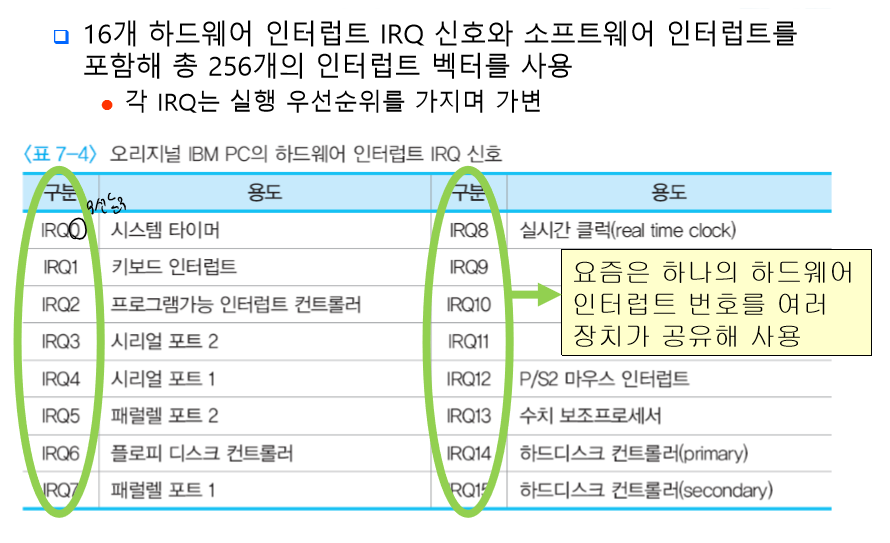 16개 하드웨어 인터럽트 IRQ 신호와 소프트웨어 인터럽트를
포함해 총 256개의 인터럽트 벡터를 사용
각 IRQ는 실행 우선순위를 가지며 가변
〈표 7-4〉 오리지널 IBM PC의 하드웨어 인터럽트 IRQ 신호
구분 용도 구분 용도
IRQ0 시스템 타이머 IRQ8 실시간 클럭(real time clock)
IRQ1 키보드 인터럽트 IRQ9
IRQ2 프로그램가능 인터럽트 컨트롤러 IRQ10
IRQ3 시리얼 포트 2 IRQ11
IRQ4 시리얼 포트 1 IRQ12 P/S2 마우스 인터럽트
IRQ5 패럴렐 포트 2 IRQ13 수치 보조프로세서
IRQ6 플로피 디스크 컨트롤러 IRQ14 하드디스크 컨트롤러(primary)
IRQ7 패럴렐 포트 1 IRQ15 하드디스크 컨트롤러(secondary)
요즘은 하나의 하드웨어
인터럽트 번호를 여러
장치가 공유해 사용